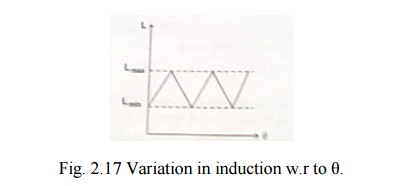 L
Lmax
Lmin
θ
Fig. 2.17 Variation in induction w.r to θ.